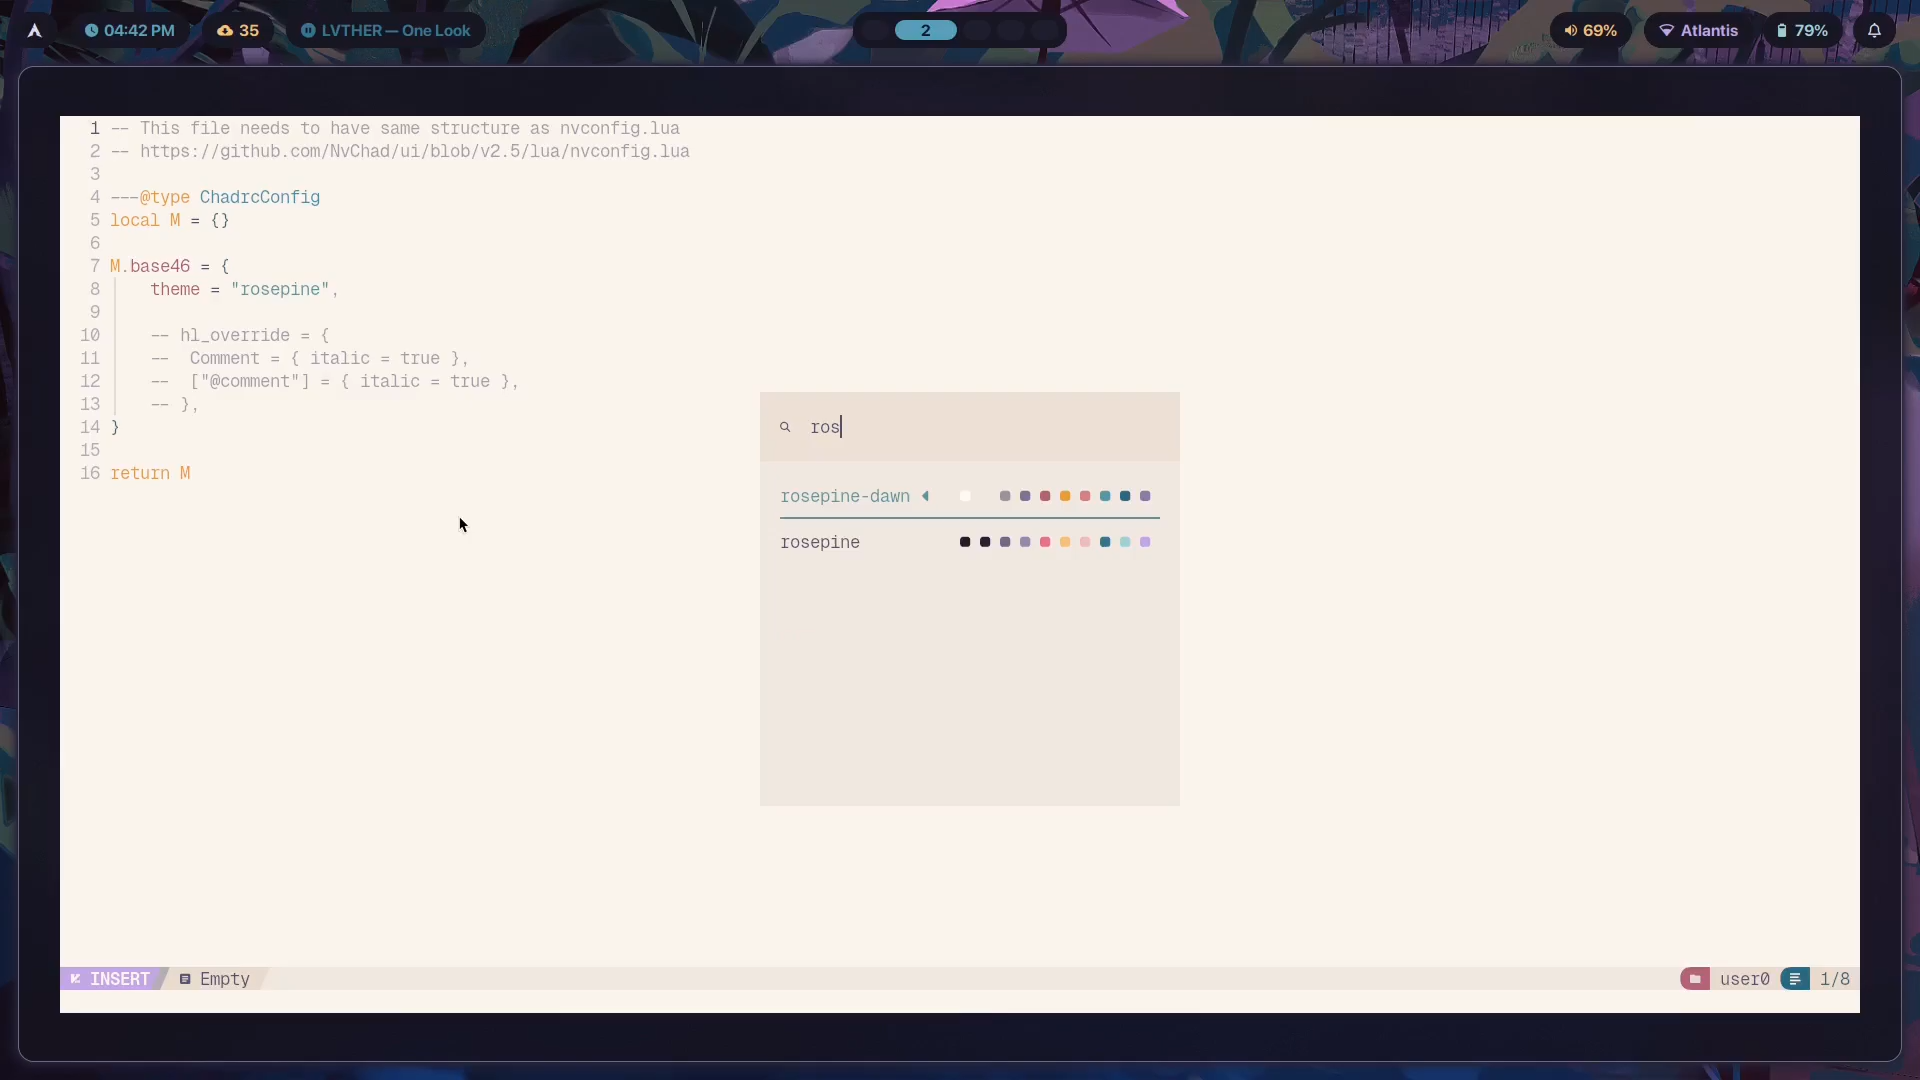 04:42 PM 35 LVTHER — One Look 2 69% Atlantis 79%
1 -- This file needs to have same structure as nvconfig.lua
2 -- https://github.com/NvChad/ui/blob/v2.5/lua/nvconfig.lua
3
4 ---@type ChadrcConfig
5 local M = {}
6
7 M.base46 = {
8 theme = "rosepine",
9
10 -- hl_override = {
11 --  Comment = { italic = true },
12 --  ["@comment"] = { italic = true },
13 -- },
14 }
15
16 return M
ros
rosepine-dawn
rosepine
INSERT Empty user0 1/8